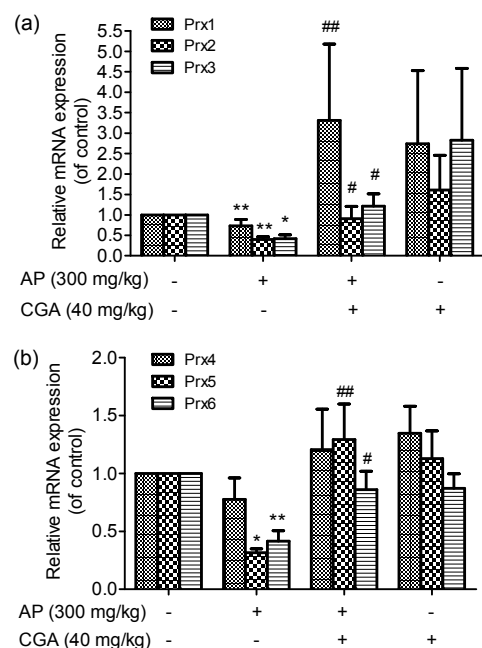 (a)
Prx1
Prx2
Prx3
Relative mRNA expression
(of control)
5.5
5.0
4.5
4.0
3.5
3.0
2.5
2.0
1.5
1.0
0.5
0.0
** ** * ## # #
AP (300 mg/kg) - + + -
CGA (40 mg/kg) - - + +
(b)
Prx4
Prx5
Prx6
Relative mRNA expression
(of control)
2.0
1.5
1.0
0.5
0.0
* ** ## #
AP (300 mg/kg) - + + -
CGA (40 mg/kg) - - + +